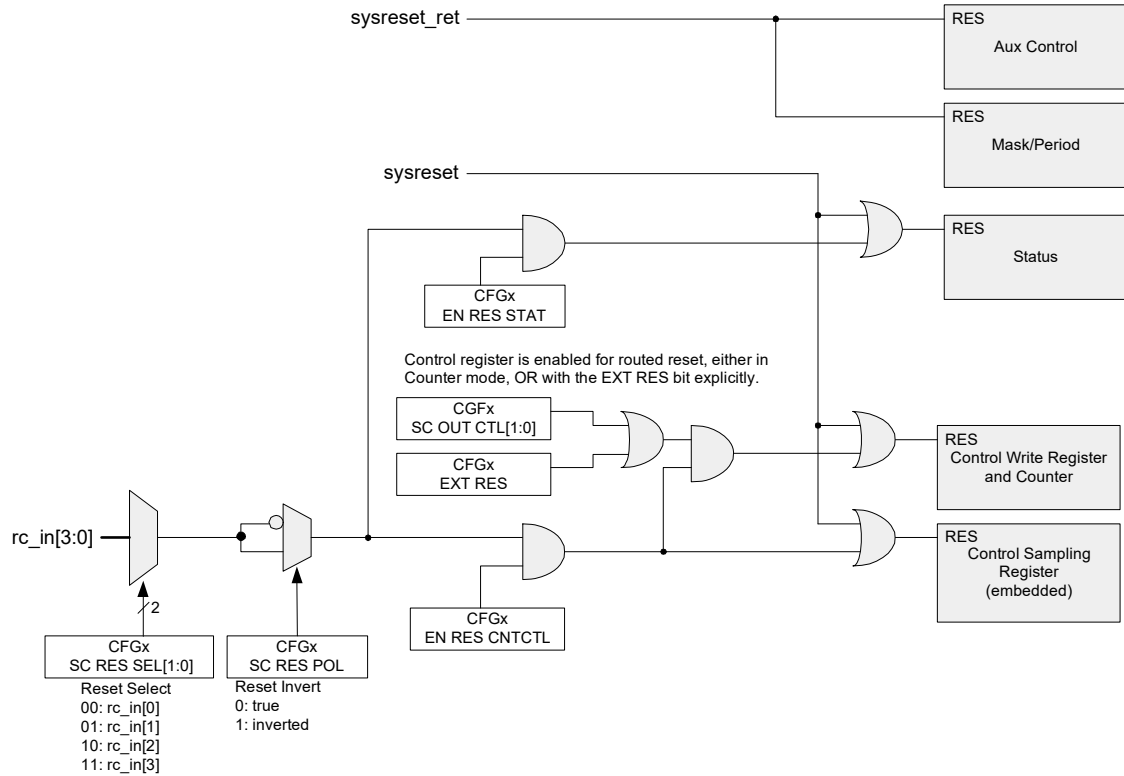 sysreset_ret
RES
Aux Control
RES
Mask/Period
sysreset
RES
Status
CFGx
EN RES STAT
Control register is enabled for routed reset, either in
Counter mode, OR with the EXT RES bit explicitly.
CGFx
SC OUT CTL[1:0]
CFGx
EXT RES
RES
Control Write Register
and Counter
rc_in[3:0]
RES
Control Sampling
Register
(embedded)
2
CFGx
EN RES CNTCTL
CFGx
SC RES SEL[1:0]
CFGx
SC RES POL
Reset Select
00: rc_in[0]
01: rc_in[1]
10: rc_in[2]
11: rc_in[3]
Reset Invert
0: true
1: inverted